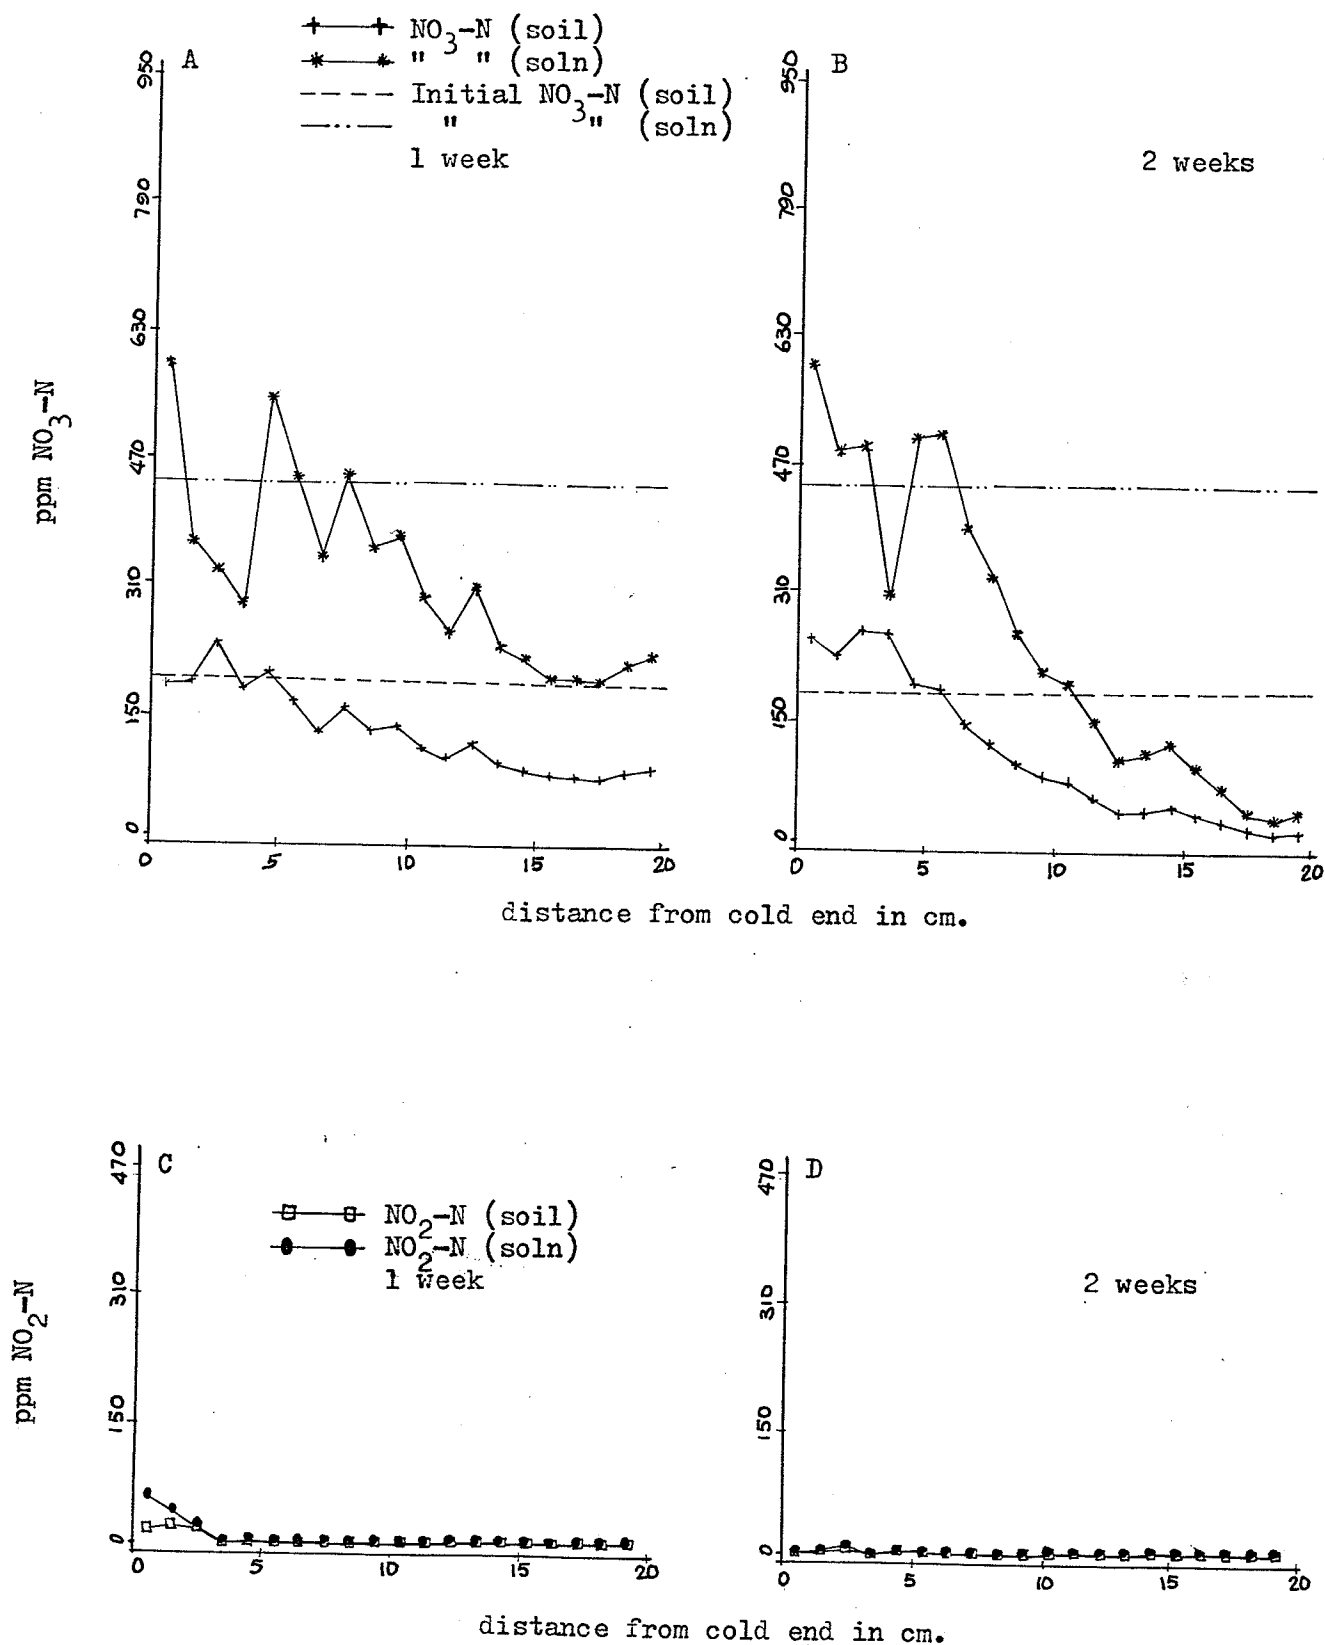 NO3-N (soil)
" " (soln)
Initial NO3-N (soil)
" " (soln)
1 week
A
950
790
630
470
310
150
0
0 5 10 15 20
ppm NO3-N
B
2 weeks
950
790
630
470
310
150
0
0 5 10 15 20
distance from cold end in cm.
C
NO2-N (soil)
NO2-N (soln)
1 week
470
310
150
0
0 5 10 15 20
ppm NO2-N
D
2 weeks
470
310
150
0
0 5 10 15 20
distance from cold end in cm.